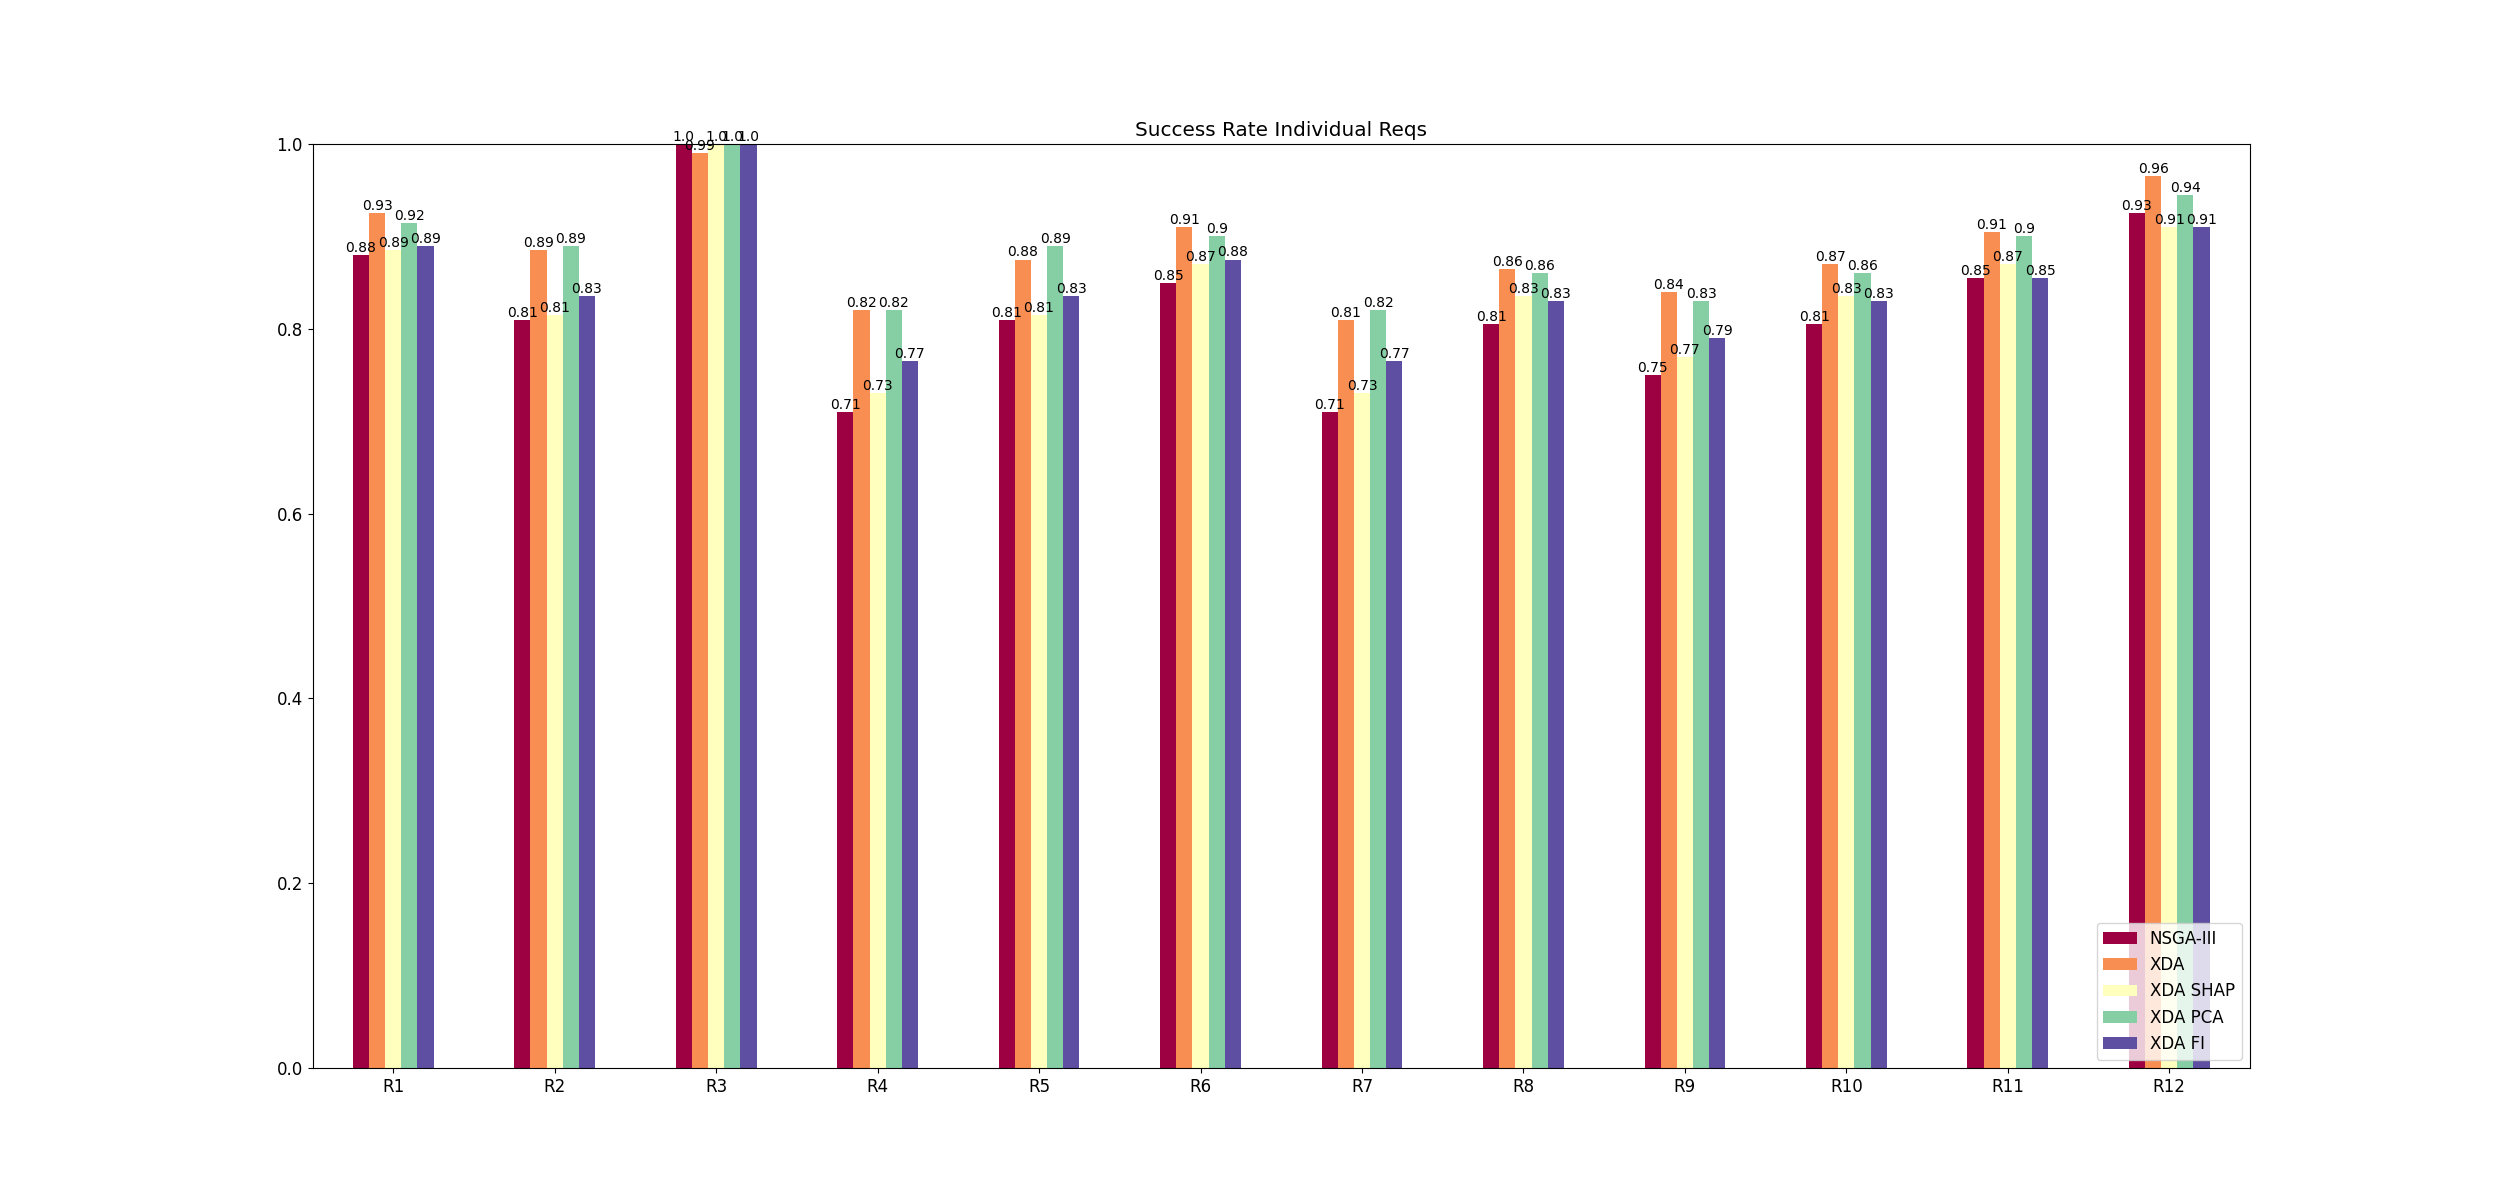 Success Rate Individual Reqs
1.0
0.8
0.6
0.4
0.2
0.0
0.88 0.93 0.89 0.92 0.89
0.81 0.89 0.81 0.89 0.83
1.0 0.99 1.0 1.0 1.0
0.71 0.82 0.73 0.82 0.77
0.81 0.88 0.81 0.89 0.83
0.85 0.91 0.87 0.9 0.88
0.71 0.81 0.73 0.82 0.77
0.81 0.86 0.83 0.86 0.83
0.75 0.84 0.77 0.83 0.79
0.81 0.87 0.83 0.86 0.83
0.85 0.91 0.87 0.9 0.85
0.93 0.96 0.91 0.94 0.91
R1 R2 R3 R4 R5 R6 R7 R8 R9 R10 R11 R12
NSGA-III
XDA
XDA SHAP
XDA PCA
XDA FI